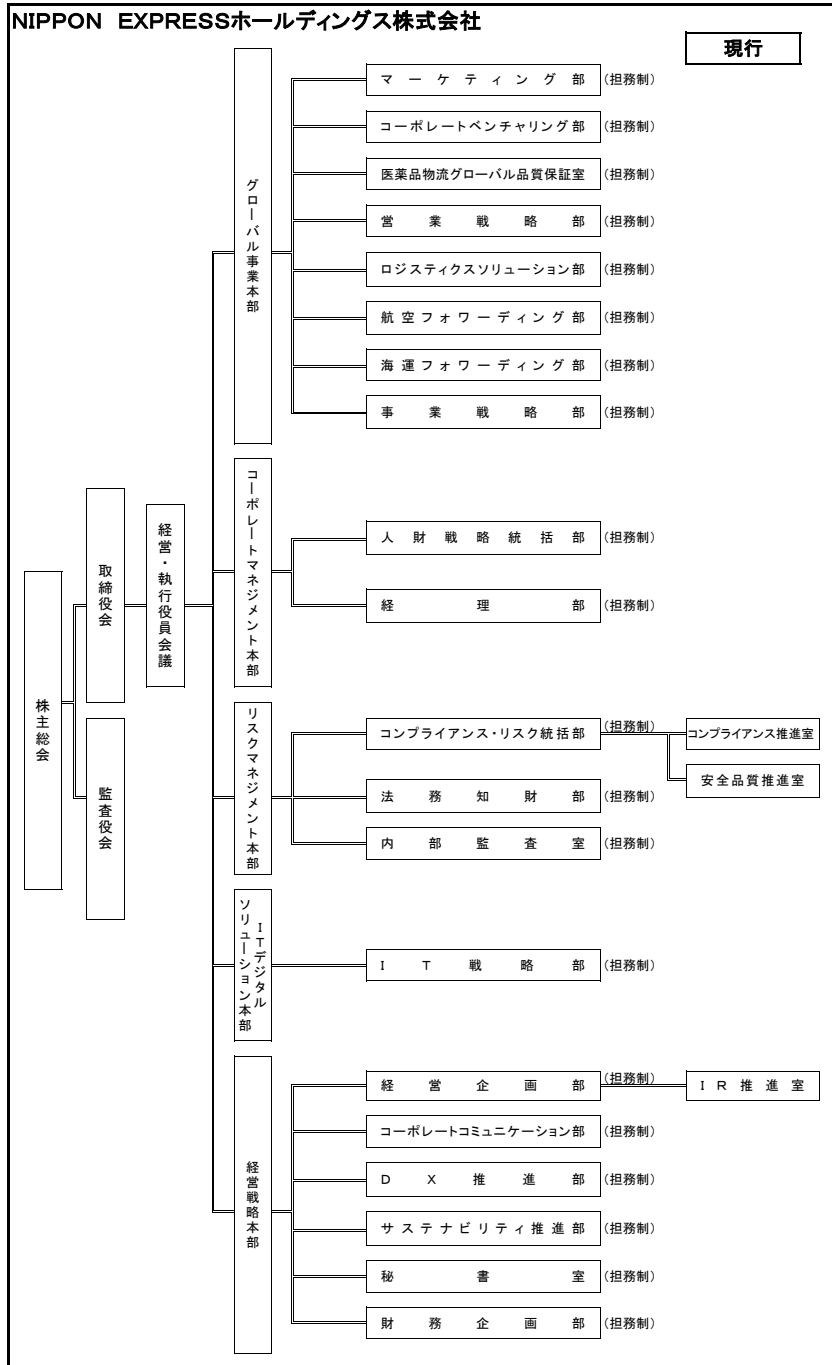 NIPPON EXPRESSホールディングス株式会社
現行
株主総会
取締役会
監査役会
経営・執行役員会議
グローバル事業本部
マーケティング部 (担務制)
コーポレートベンチャリング部 (担務制)
医薬品物流グローバル品質保証室 (担務制)
営業戦略部 (担務制)
ロジスティクスソリューション部 (担務制)
航空フォワーディング部 (担務制)
海運フォワーディング部 (担務制)
事業戦略部 (担務制)
コーポレートマネジメント本部
人財戦略統括部 (担務制)
経理部 (担務制)
リスクマネジメント本部
コンプライアンス・リスク統括部 (担務制)
コンプライアンス推進室
安全品質推進室
法務知財部 (担務制)
内部監査室 (担務制)
ITデジタル
ソリューション本部
IT戦略部 (担務制)
経営戦略本部
経営企画部 (担務制)
IR推進室
コーポレートコミュニケーション部 (担務制)
DX推進部 (担務制)
サステナビリティ推進部 (担務制)
秘書室 (担務制)
財務企画部 (担務制)